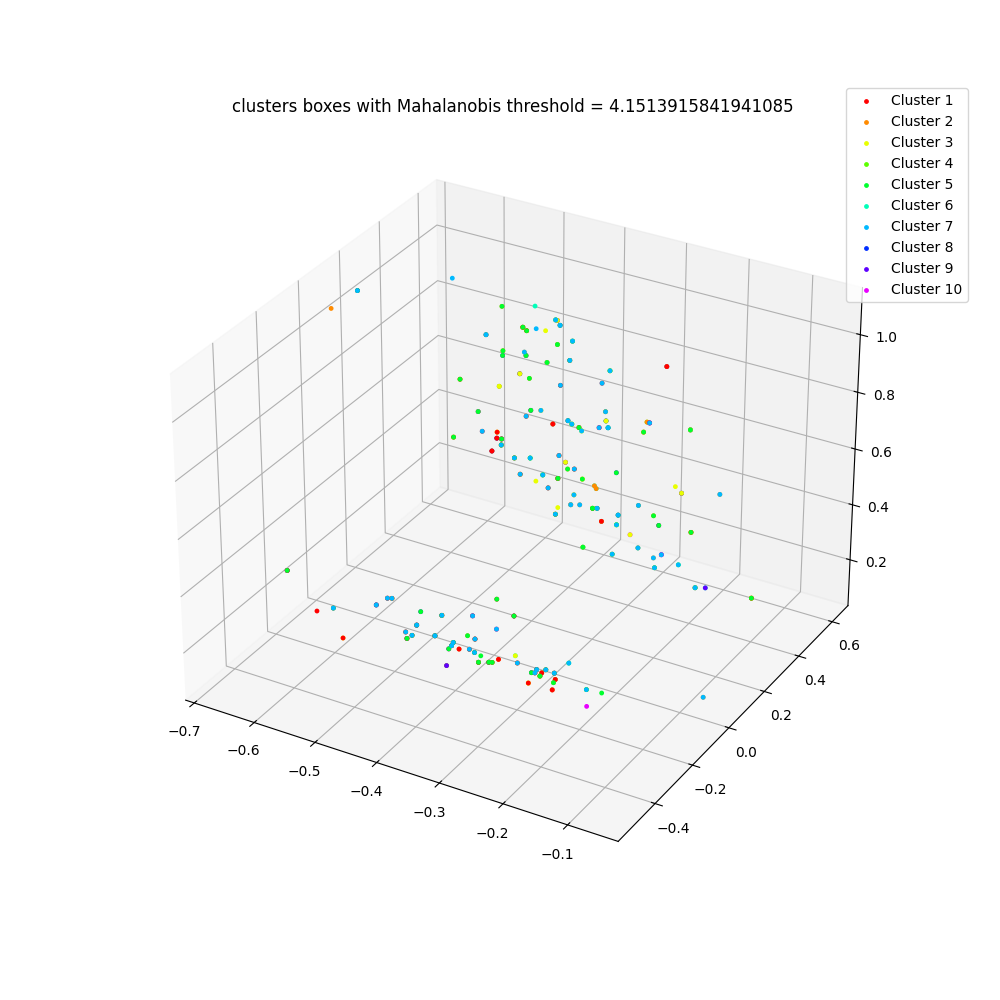 clusters boxes with Mahalanobis threshold = 4.1513915841941085
Cluster 1
Cluster 2
Cluster 3
Cluster 4
Cluster 5
Cluster 6
Cluster 7
Cluster 8
Cluster 9
Cluster 10
1.0
0.8
0.6
0.4
0.2
0.6
0.4
0.2
0.0
−0.2
−0.4
−0.7
−0.6
−0.5
−0.4
−0.3
−0.2
−0.1